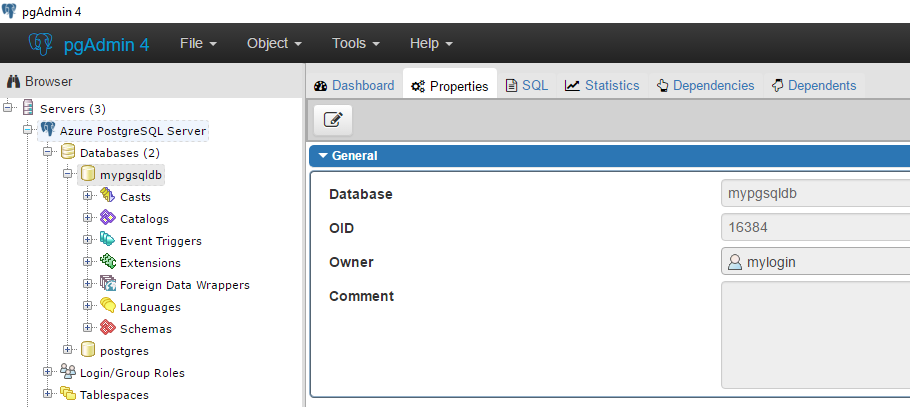 pgAdmin 4
pgAdmin 4 File Object Tools Help
Browser
Servers (3)
Azure PostgreSQL Server
Databases (2)
mypgsqldb
Casts
Catalogs
Event Triggers
Extensions
Foreign Data Wrappers
Languages
Schemas
postgres
Login/Group Roles
Tablespaces
Dashboard Properties SQL Statistics Dependencies Dependents
General
Database mypgsqldb
OID 16384
Owner mylogin
Comment